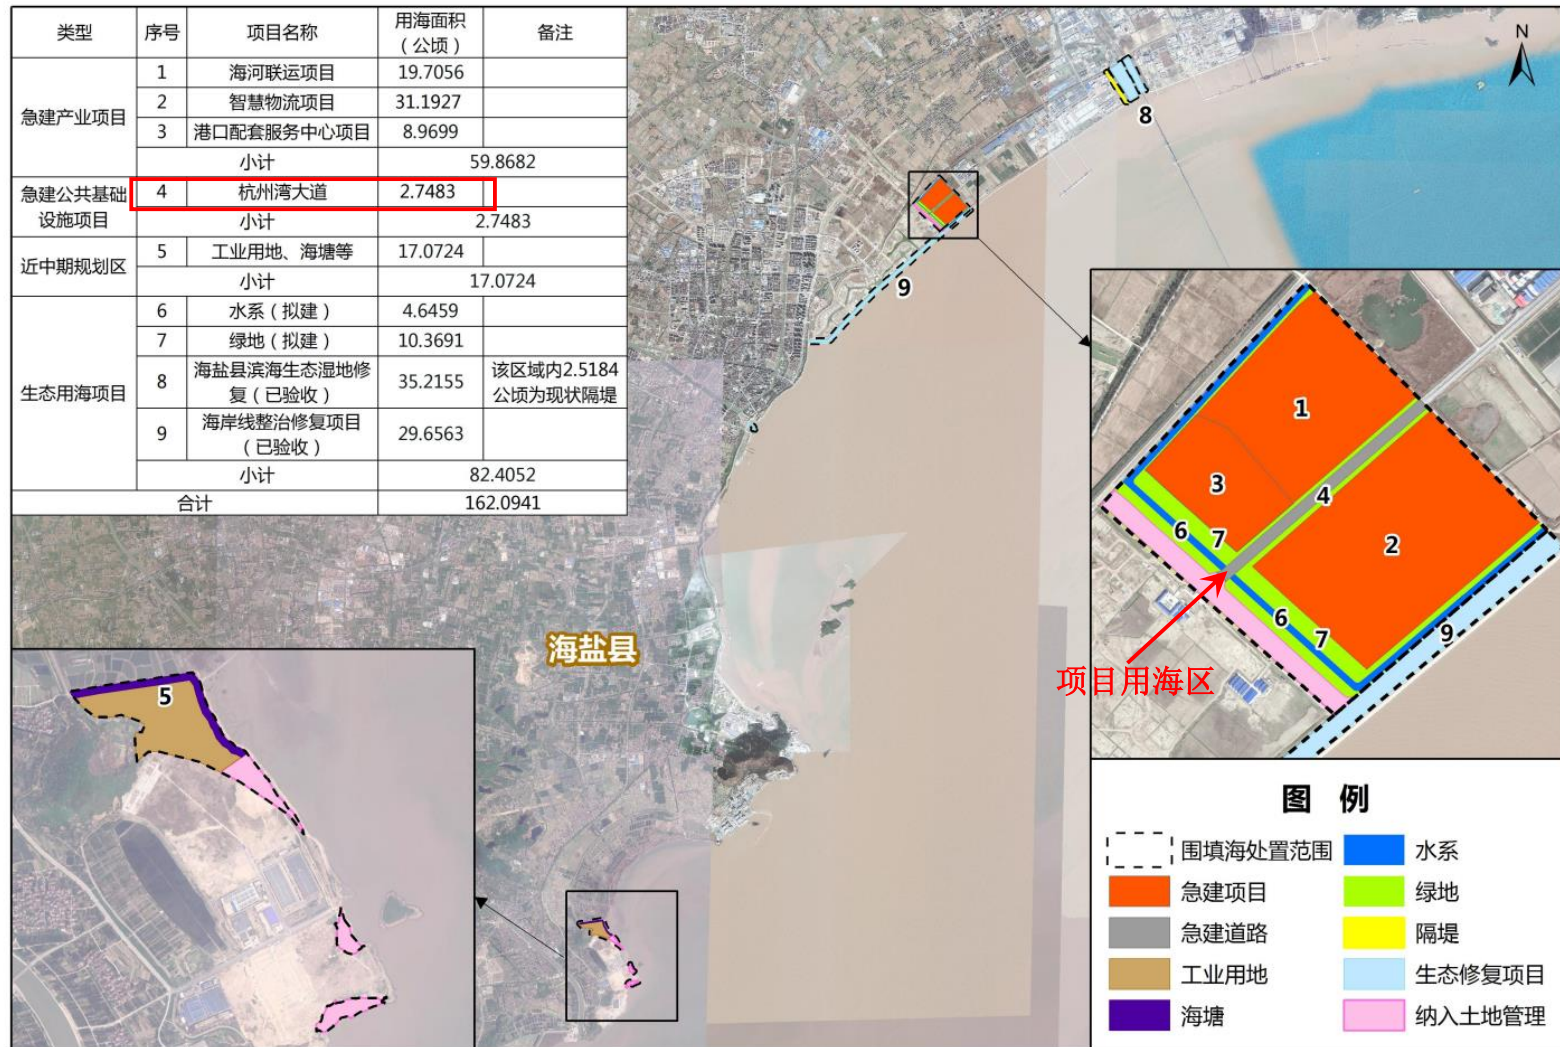 类型 序号 项目名称 用海面积（公顷） 备注
急建产业项目
1 海河联运项目 19.7056
2 智慧物流项目 31.1927
3 港口配套服务中心项目 8.9699
小计 59.8682
急建公共基础设施项目
4 杭州湾大道 2.7483
小计 2.7483
近中期规划区
5 工业用地、海塘等 17.0724
小计 17.0724
生态用海项目
6 水系（拟建） 4.6459
7 绿地（拟建） 10.3691
8 海盐县滨海生态湿地修复（已验收） 35.2155 该区域内2.5184公顷为现状隔堤
9 海岸线整治修复项目（已验收） 29.6563
小计 82.4052
合计 162.0941
N
8
9
1
3
4
2
6
7
6
7
9
项目用海区
海盐县
5
图 例
围填海处置范围
水系
急建项目
绿地
急建道路
隔堤
工业用地
生态修复项目
海塘
纳入土地管理